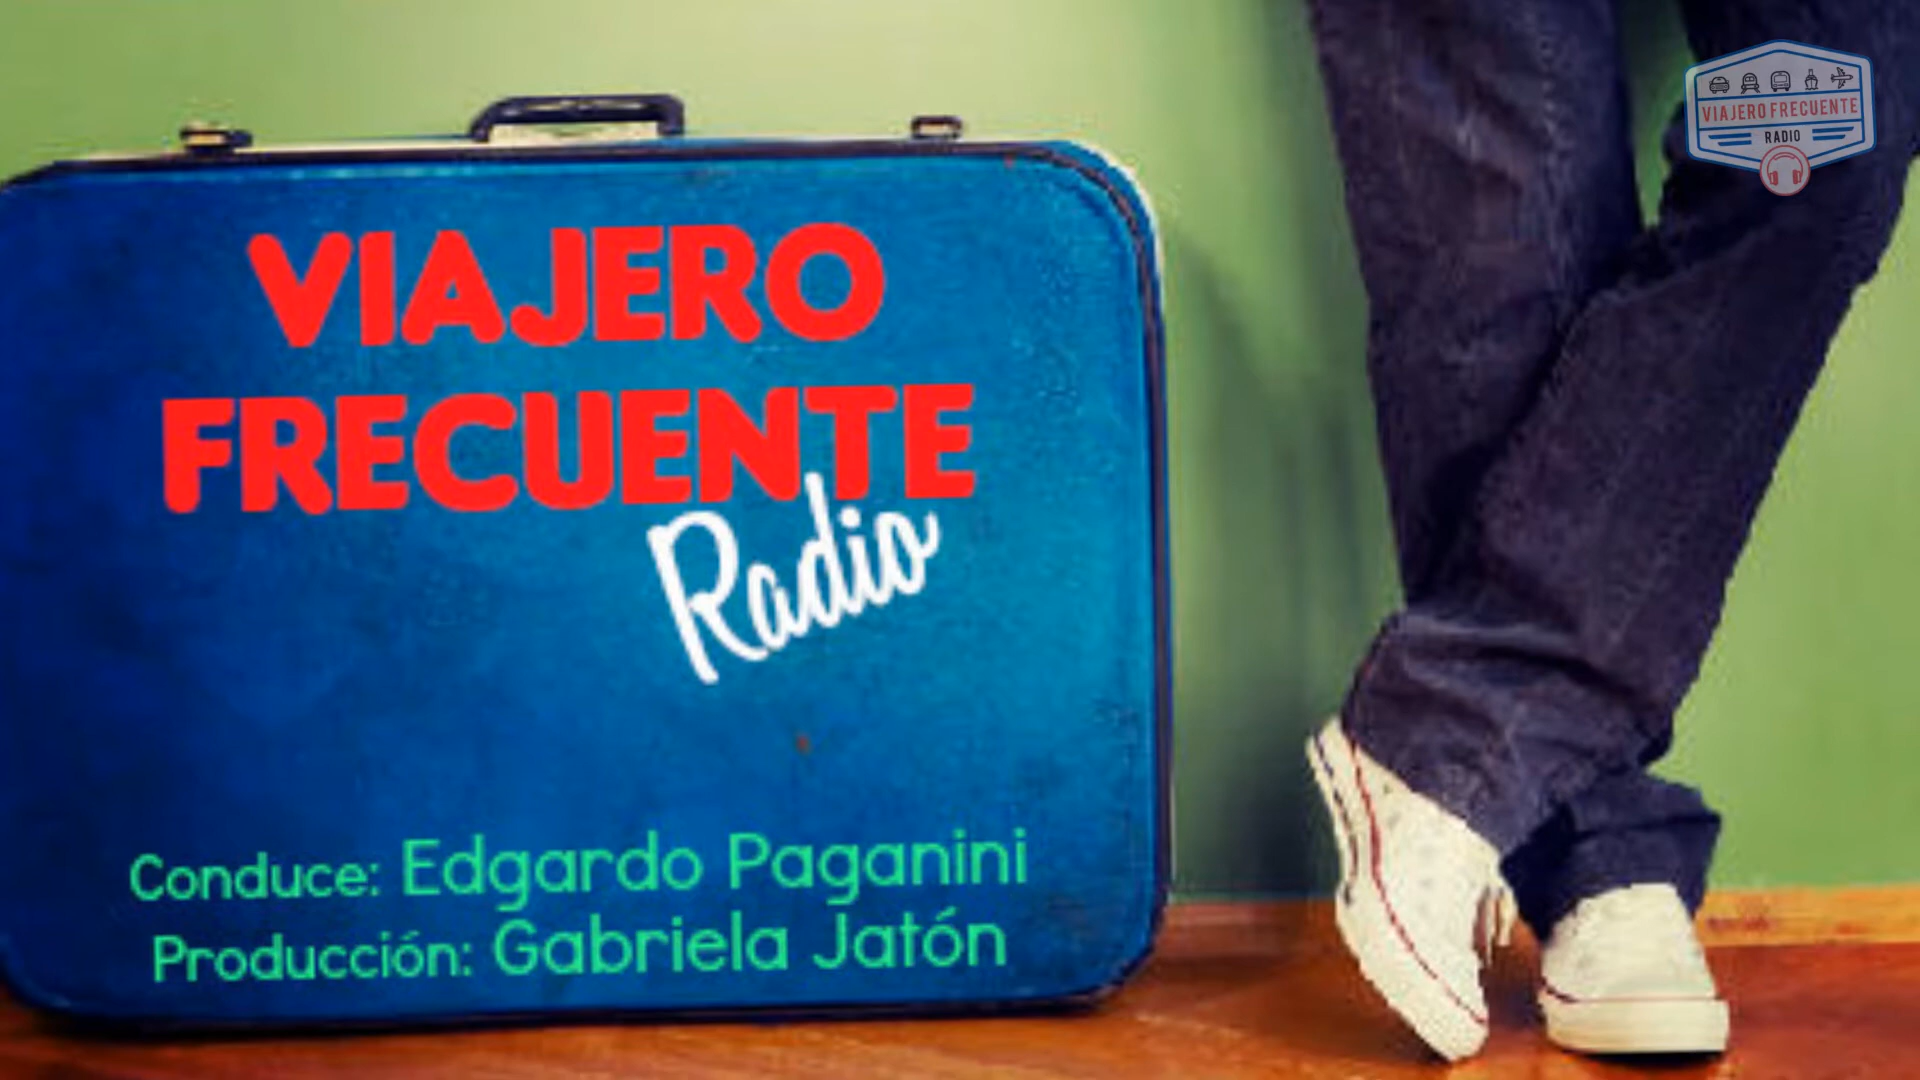 VIAJERO
FRECUENTE
Radio
Conduce: Edgardo Paganini
Producción: Gabriela Jatón
VIAJERO FRECUENTE
RADIO